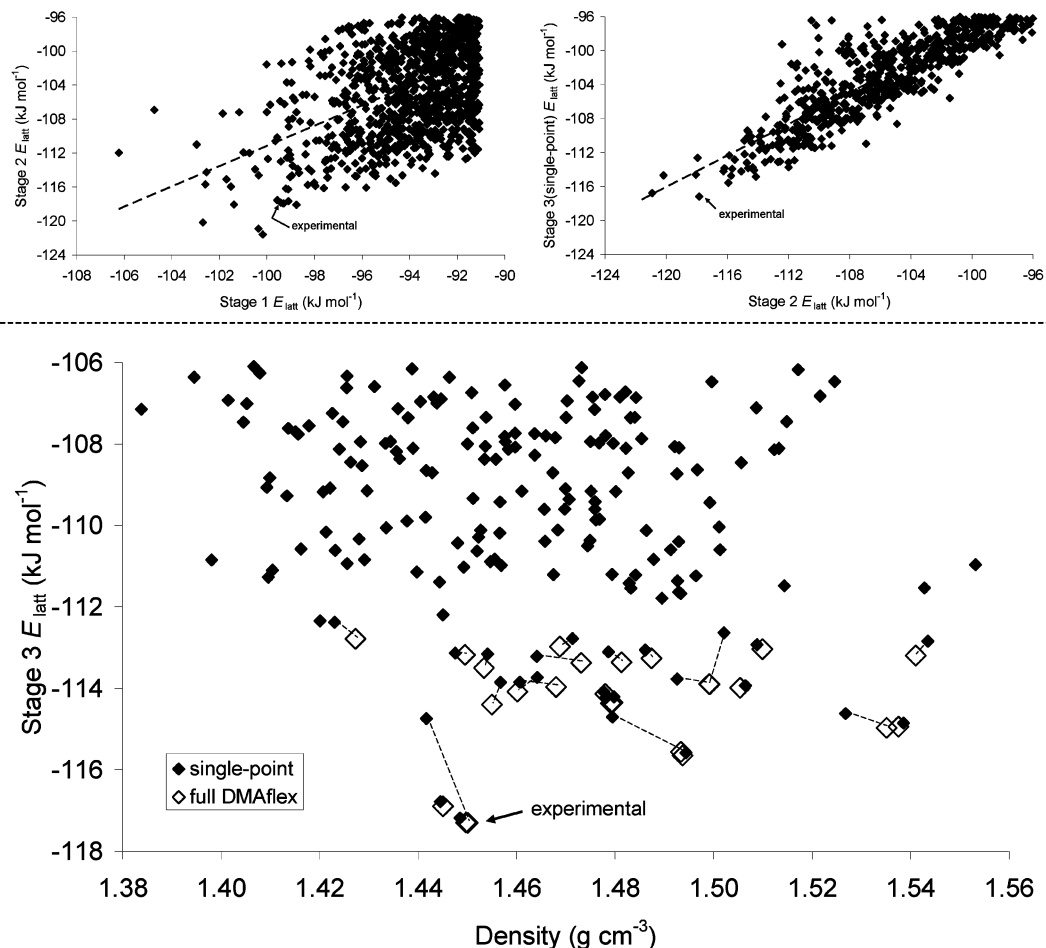 -96
-100
-104
-108
-112
-116
-120
-124
Stage 2 E latt (kJ mol-1)
experimental
-108 -106 -104 -102 -100 -98 -96 -94 -92 -90
Stage 1 E latt (kJ mol-1)
-96
-100
-104
-108
-112
-116
-120
-124
Stage 3(single-point) E latt (kJ mol-1)
experimental
-124 -120 -116 -112 -108 -104 -100 -96
Stage 2 E latt (kJ mol-1)
-106
-108
-110
-112
-114
-116
-118
Stage 3 E latt (kJ mol-1)
single-point
full DMAflex
experimental
1.38 1.40 1.42 1.44 1.46 1.48 1.50 1.52 1.54 1.56
Density (g cm-3)